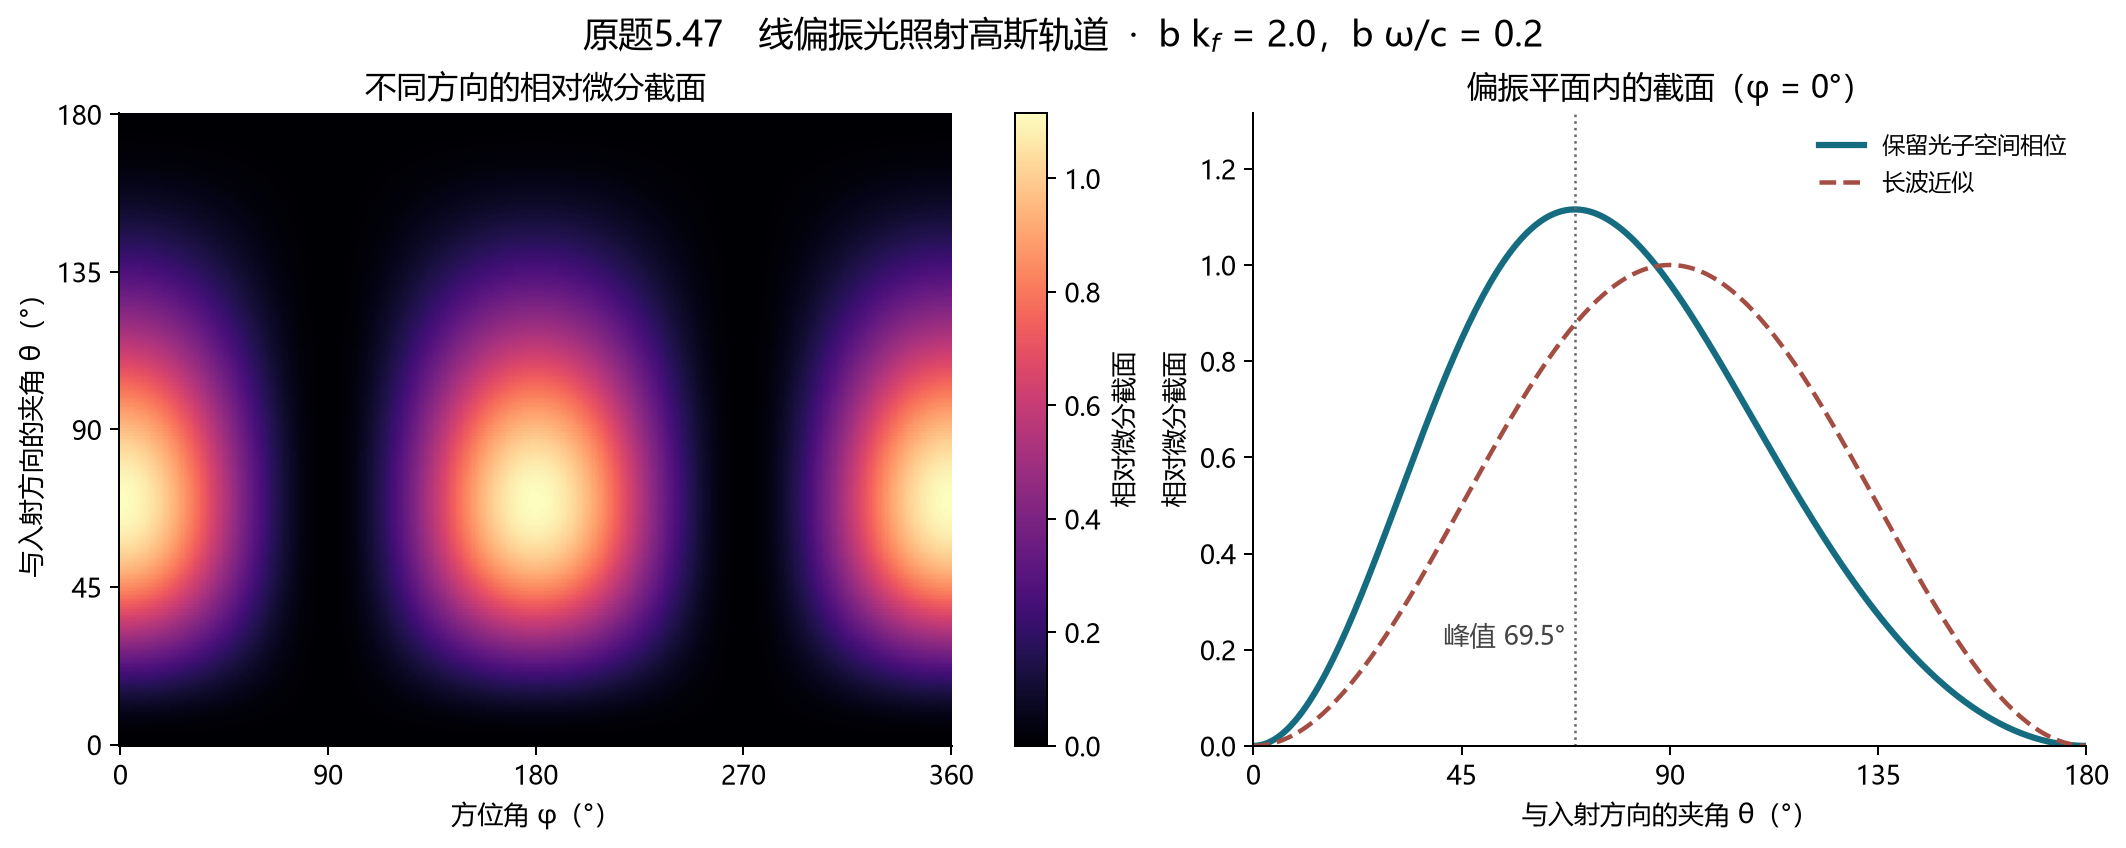 原题5.47　线偏振光照射高斯轨道 · b k_f = 2.0，b ω/c = 0.2
不同方向的相对微分截面
180
135
90
45
0
与入射方向的夹角 θ（°）
0 90 180 270 360
方位角 φ（°）
1.0
0.8
0.6
0.4
0.2
0.0
相对微分截面
偏振平面内的截面（φ = 0°）
保留光子空间相位
长波近似
1.2
1.0
0.8
0.6
0.4
0.2
0.0
相对微分截面
峰值 69.5°
0 45 90 135 180
与入射方向的夹角 θ（°）